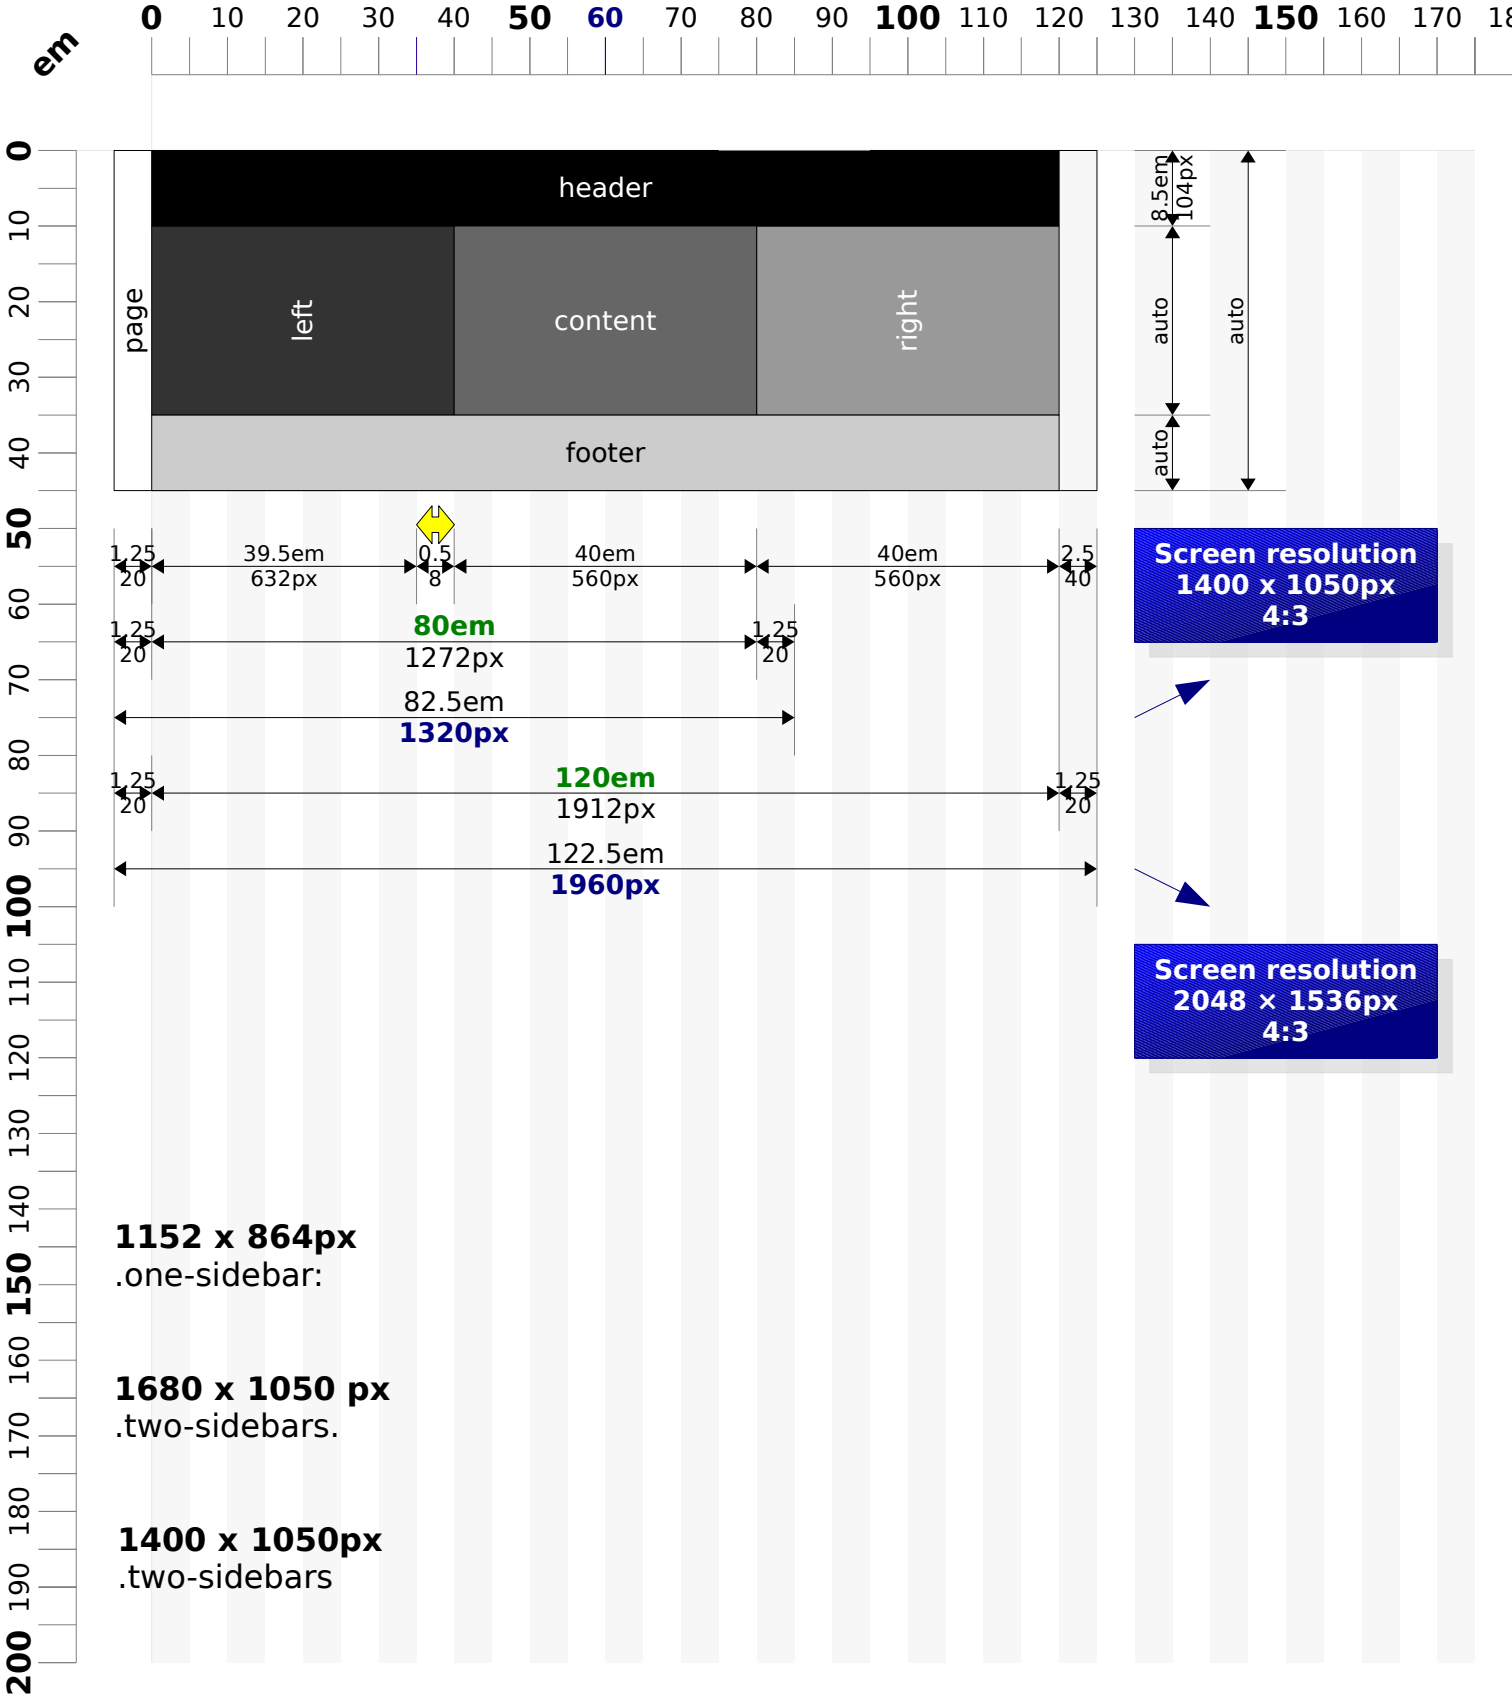 em
0 10 20 30 40 50 60 70 80 90 100 110 120 130 140 150 160 170
0
10
20
30
40
50
60
70
80
90
100
110
120
130
140
150
160
170
180
190
200
header
page
left
content
right
footer
8.5em
104px
auto
auto
auto
1.25 39.5em 0.5 40em 40em 2.5
20 632px 8 560px 560px 40
1.25 80em 1.25
20 1272px 20
82.5em
1320px
1.25 120em 1.25
20 1912px 20
122.5em
1960px
Screen resolution
1400 x 1050px
4:3
Screen resolution
2048 × 1536px
4:3
1152 x 864px
.one-sidebar:
1680 x 1050 px
.two-sidebars.
1400 x 1050px
.two-sidebars